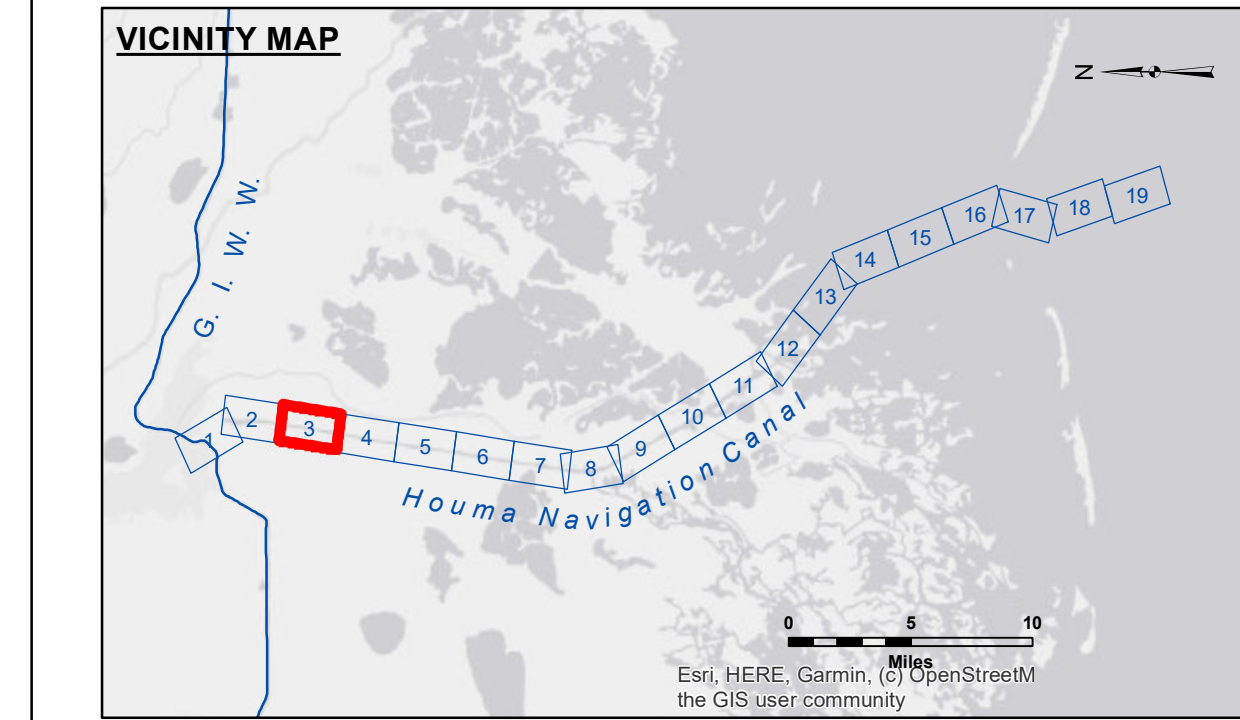 VICINITY MAP
N
G. I. W. W.
1
2
3
4
5
6
7
8
9
10
11
12
13
14
15
16
17
18
19
Houma Navigation Canal
0 5 10
Miles
Esri, HERE, Garmin, (c) OpenStreetM
the GIS user community